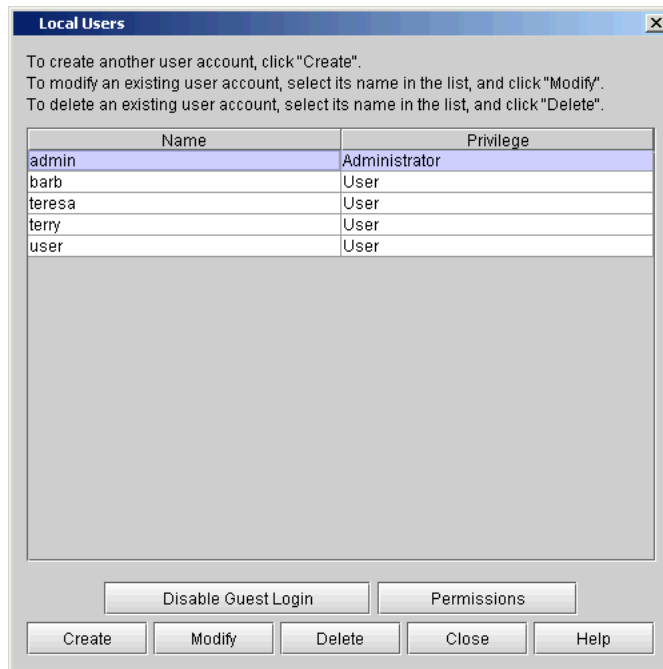 Local Users
To create another user account, click "Create".
To modify an existing user account, select its name in the list, and click "Modify".
To delete an existing user account, select its name in the list, and click "Delete".
Name Privilege
admin Administrator
barb User
teresa User
terry User
user User
Disable Guest Login Permissions
Create Modify Delete Close Help